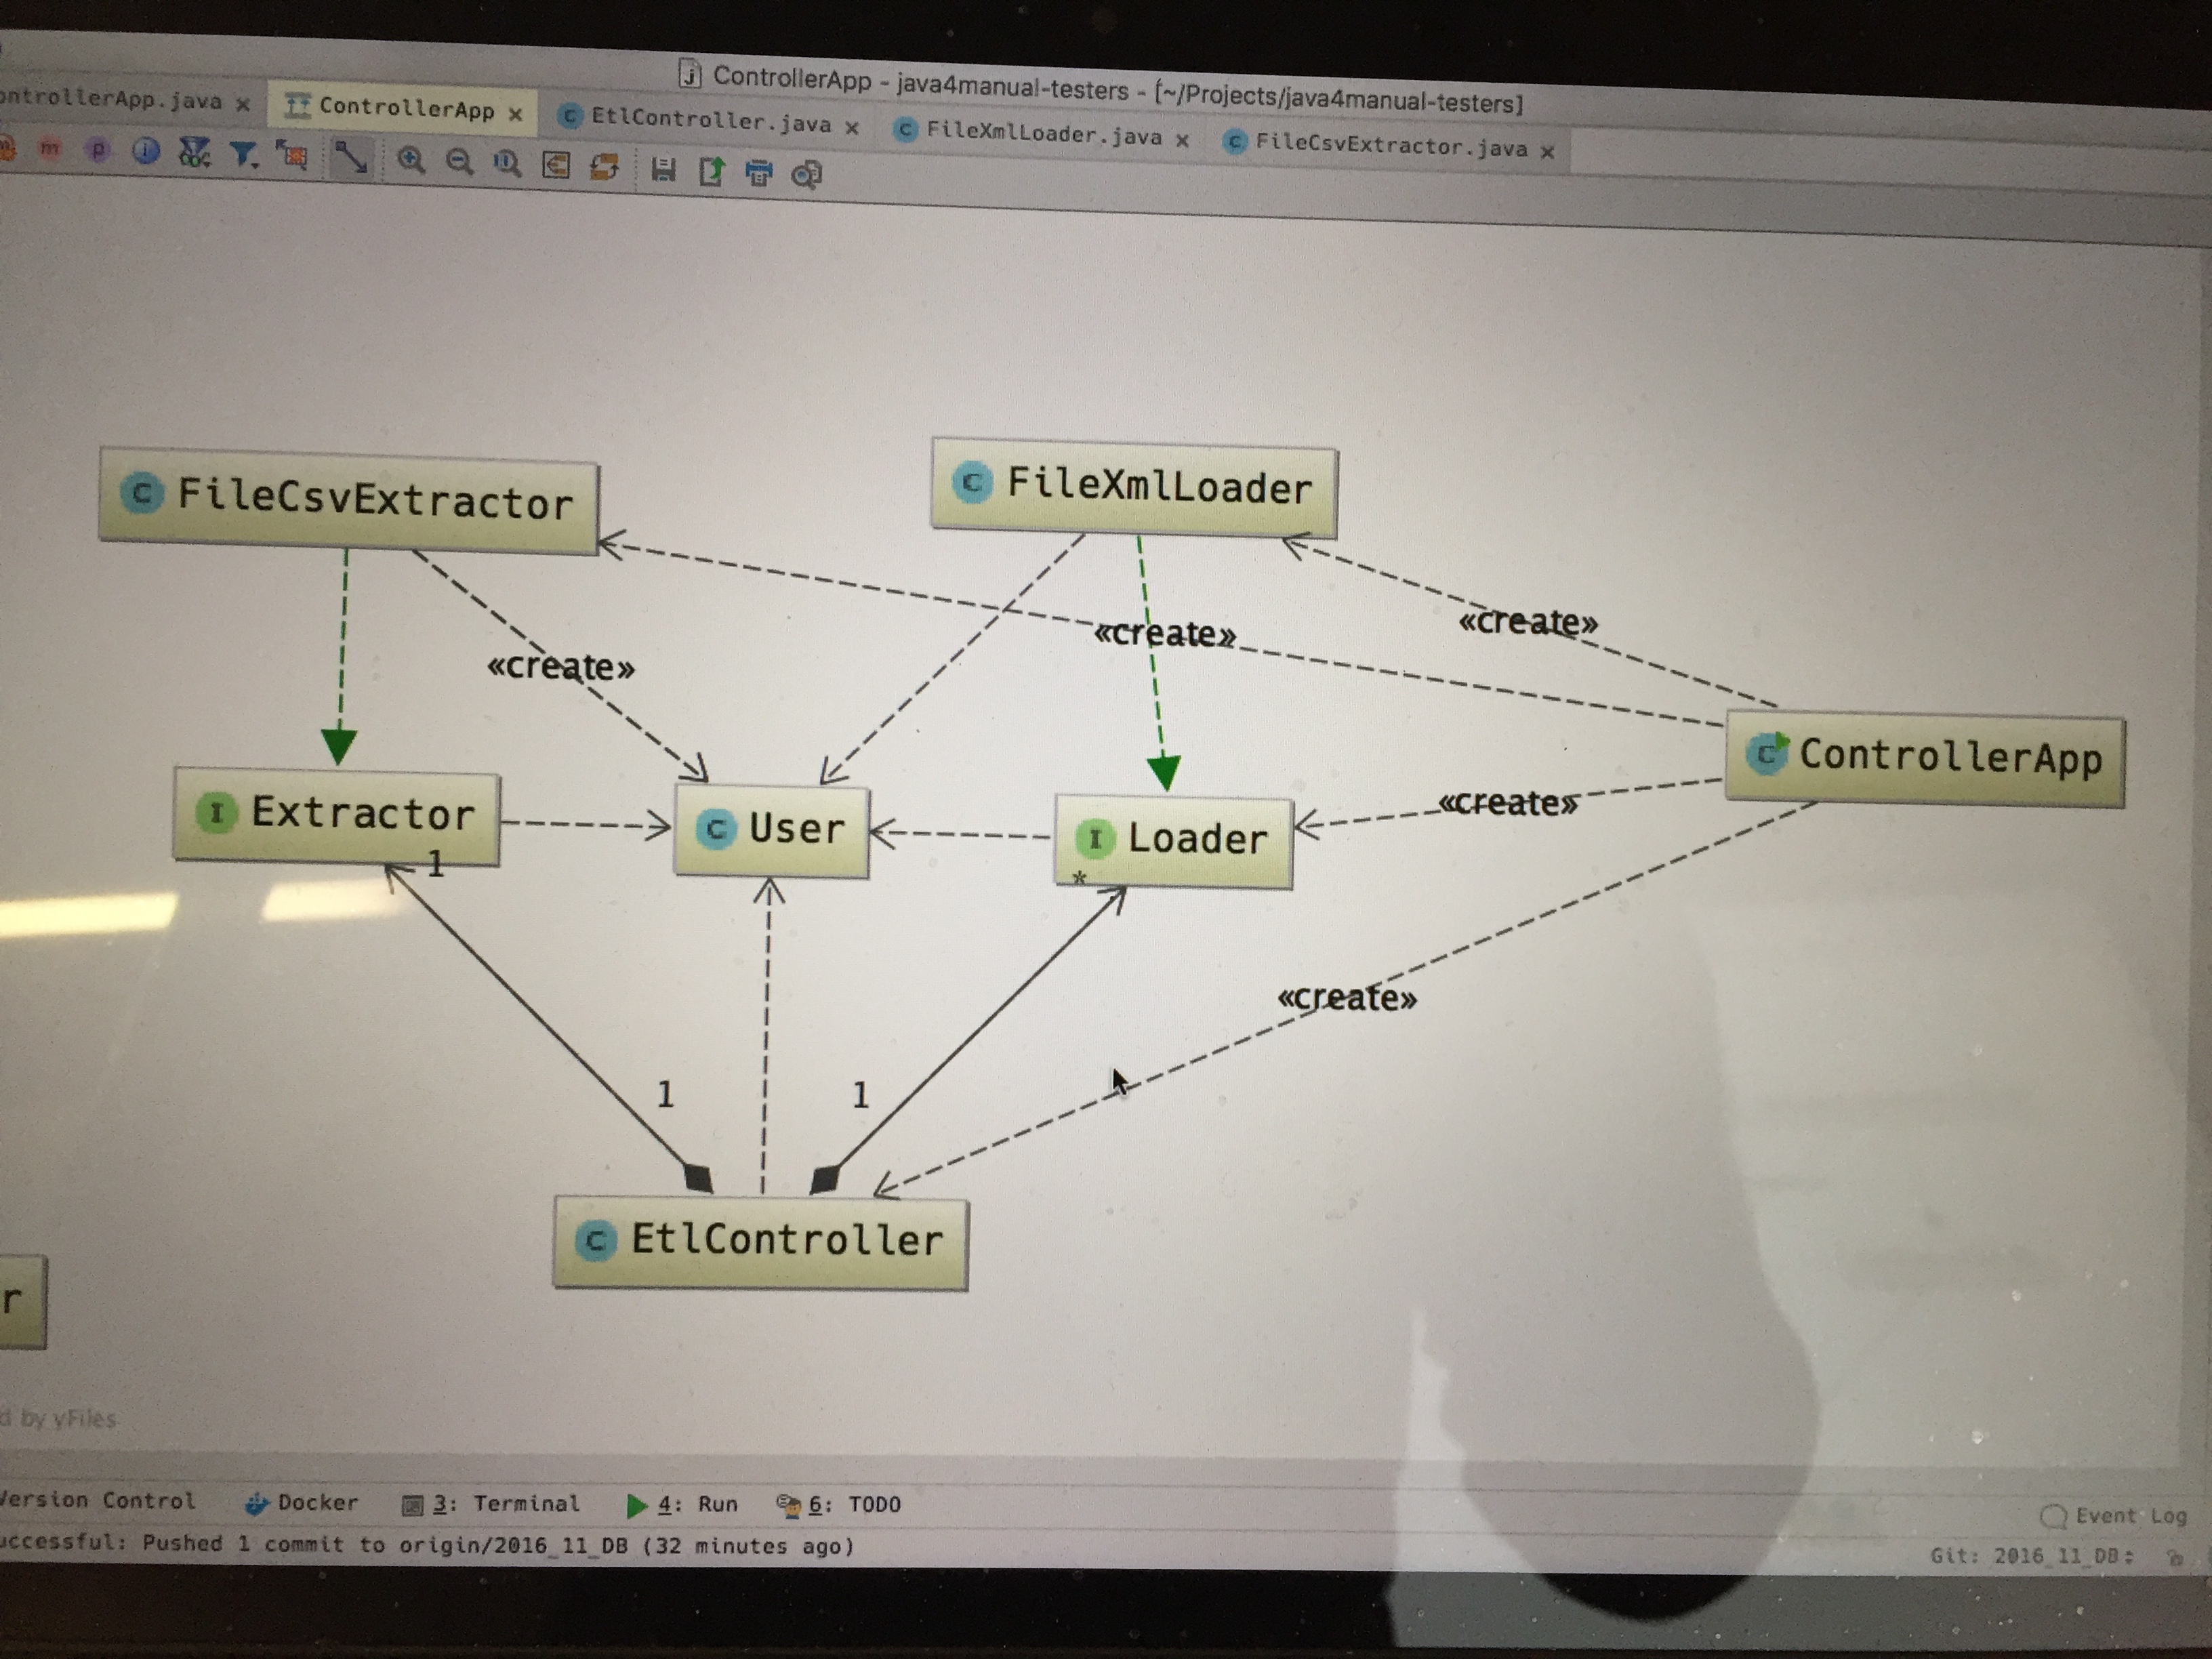 ControllerApp - java4manual-testers - [~/Projects/java4manual-testers]
ontrollerApp.java ControllerApp EtlController.java FileXmlLoader.java FileCsvExtractor.java
m p i 1:1
C FileCsvExtractor
C FileXmlLoader
«create»
«create»
«create»
C ControllerApp
I Extractor
C User
I Loader
«create»
1
*
«create»
1
1
C EtlController
r
d by yFiles
Version Control Docker 3: Terminal 4: Run 6: TODO
Event Log
uccessful: Pushed 1 commit to origin/2016_11_DB (32 minutes ago)
Git: 2016_11_DB